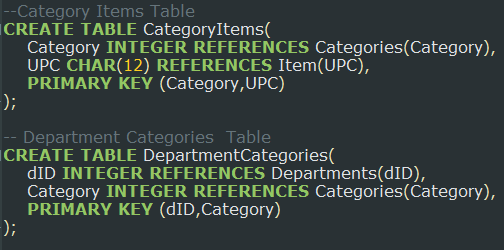 --Category Items Table
CREATE TABLE CategoryItems(
Category INTEGER REFERENCES Categories(Category),
UPC CHAR(12) REFERENCES Item(UPC),
PRIMARY KEY (Category,UPC)
);
-- Department Categories  Table
CREATE TABLE DepartmentCategories(
dID INTEGER REFERENCES Departments(dID),
Category INTEGER REFERENCES Categories(Category),
PRIMARY KEY (dID,Category)
);